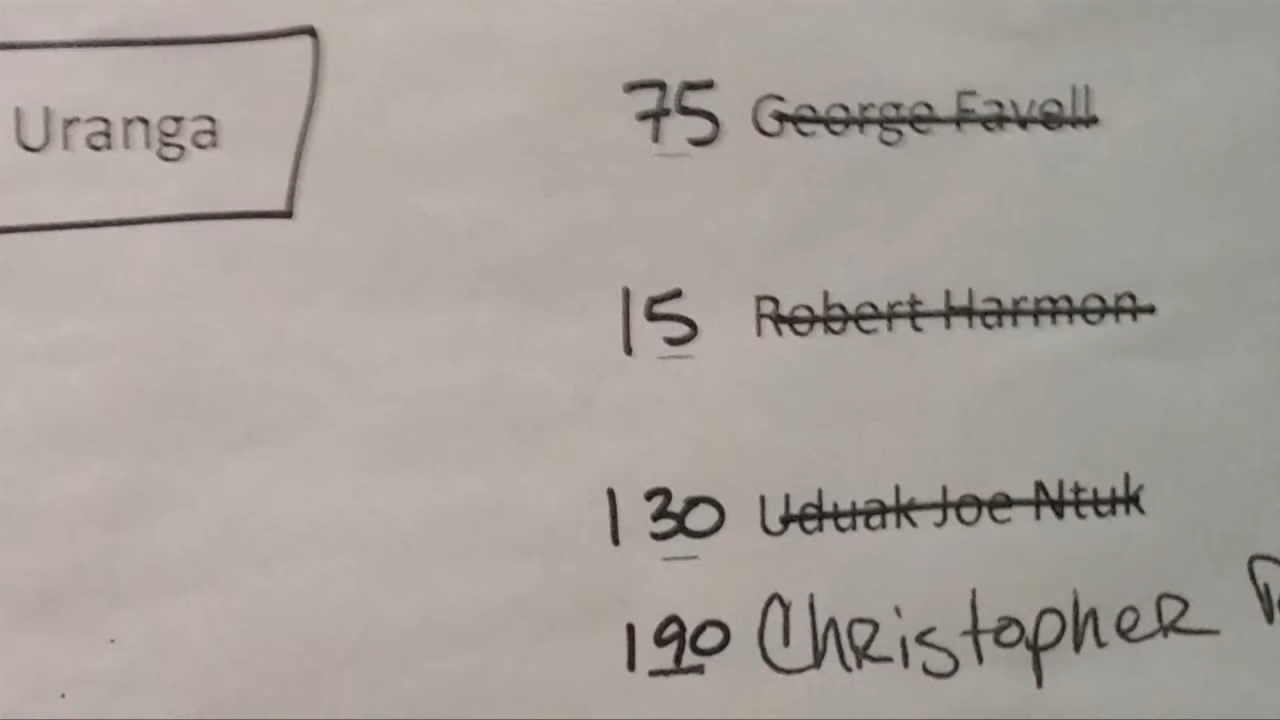 Uranga
75 George Favell
15 Robert Harmon
130 Uduak Joe Ntuk
190 Christopher